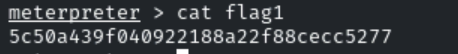 meterpreter > cat flag1
5c50a439f040922188a22f88cecc5277